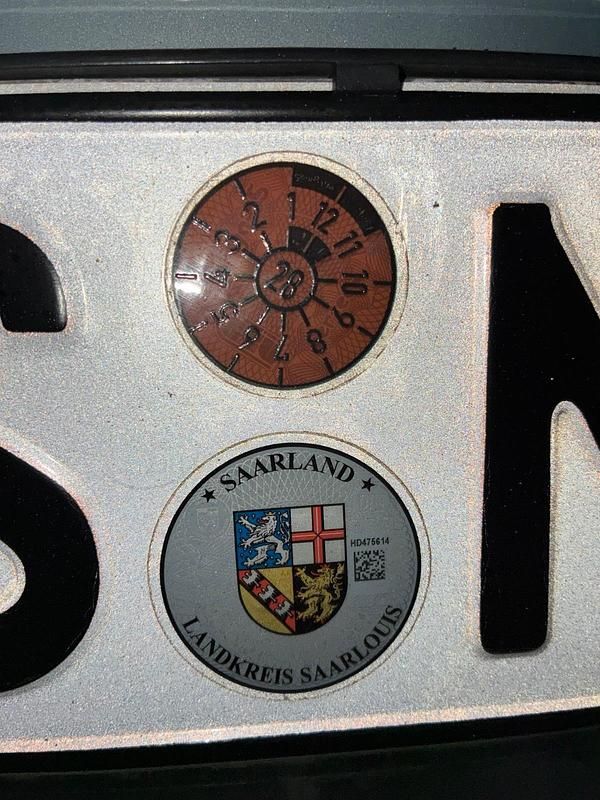 S
1 12 11 10 9 8 7 6 5 4 3 2
28
★ SAARLAND ★
HD475614
LANDKREIS SAARLOUIS